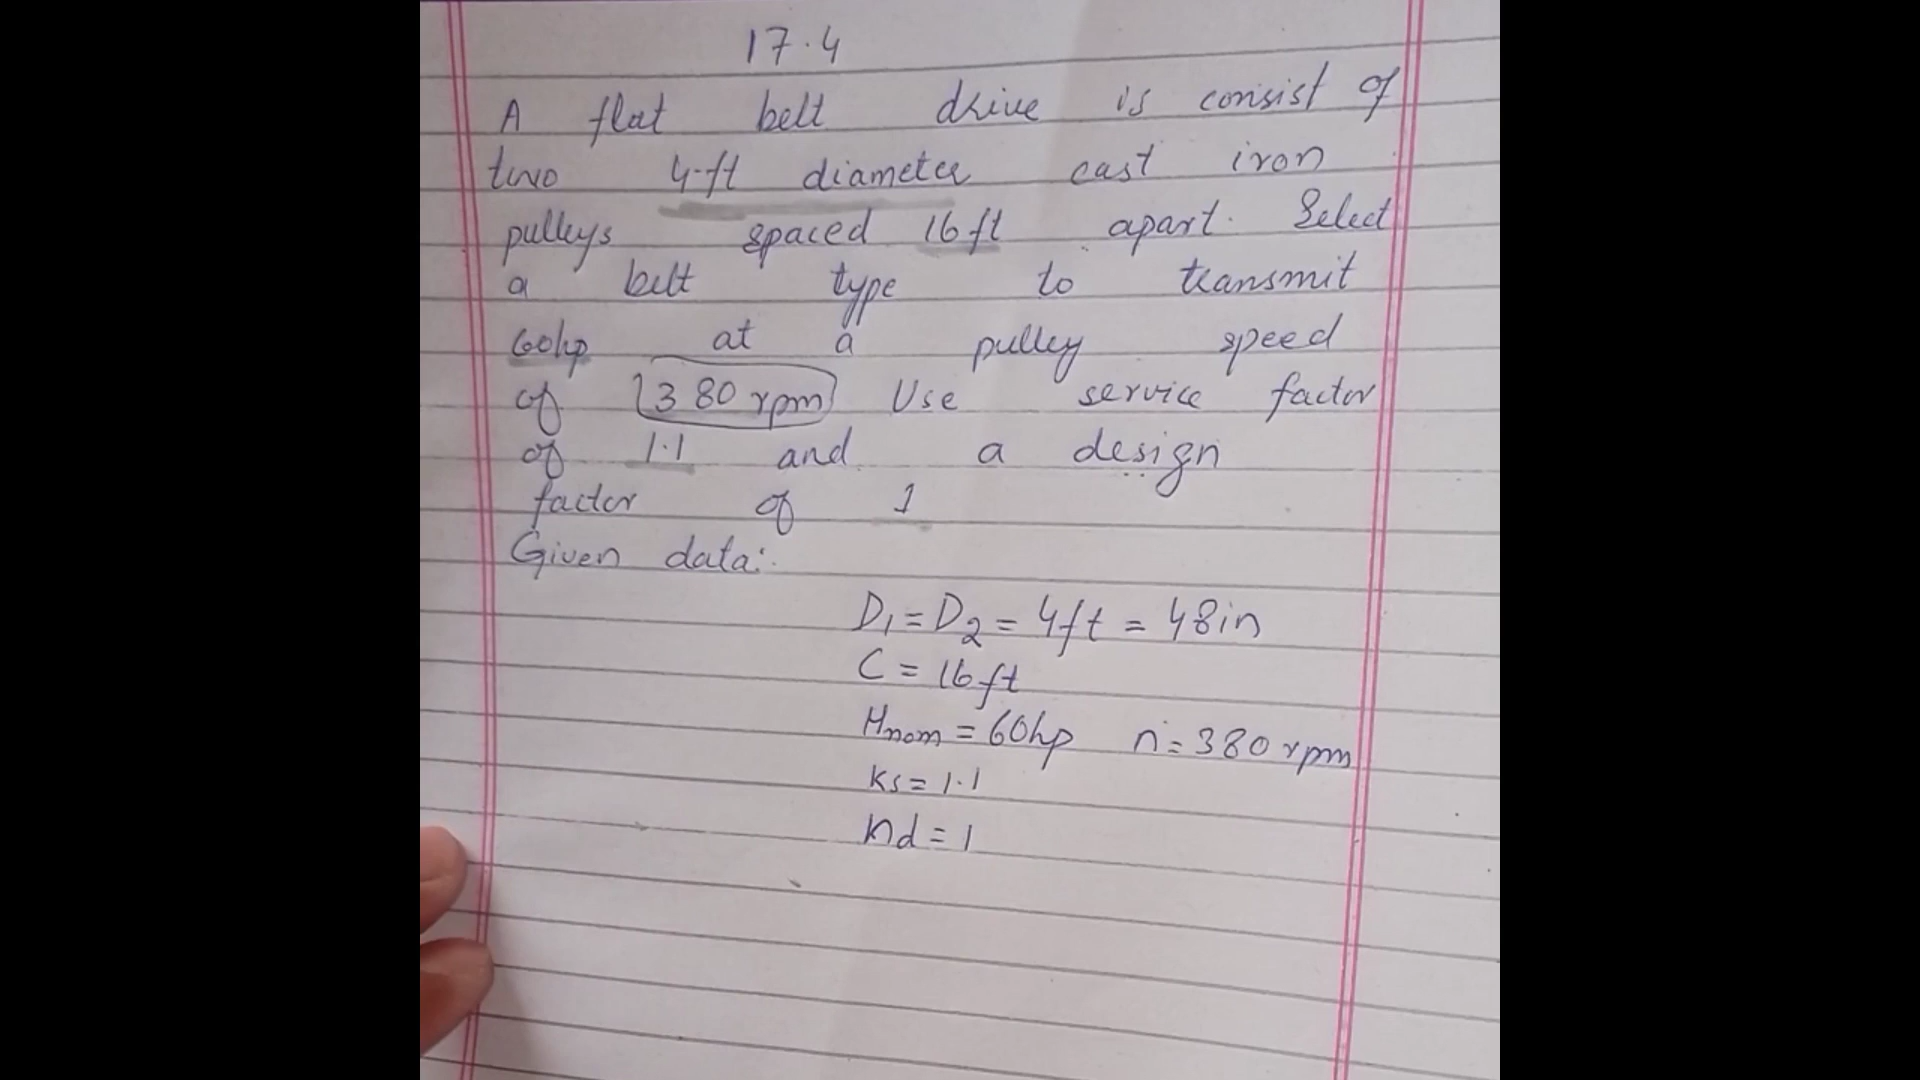 17.4
A flat belt drive is consist of
two 4-ft diameter cast iron
pulleys spaced 16ft apart. Select
a belt type to transmit
60hp at a pulley speed
of 380 rpm Use service factor
of 1.1 and a design
factor of 1
Given data:
D₁ = D₂ = 4ft = 48in
C = 16ft
Hnom = 60hp n = 380 rpm
Ks = 1.1
nd = 1